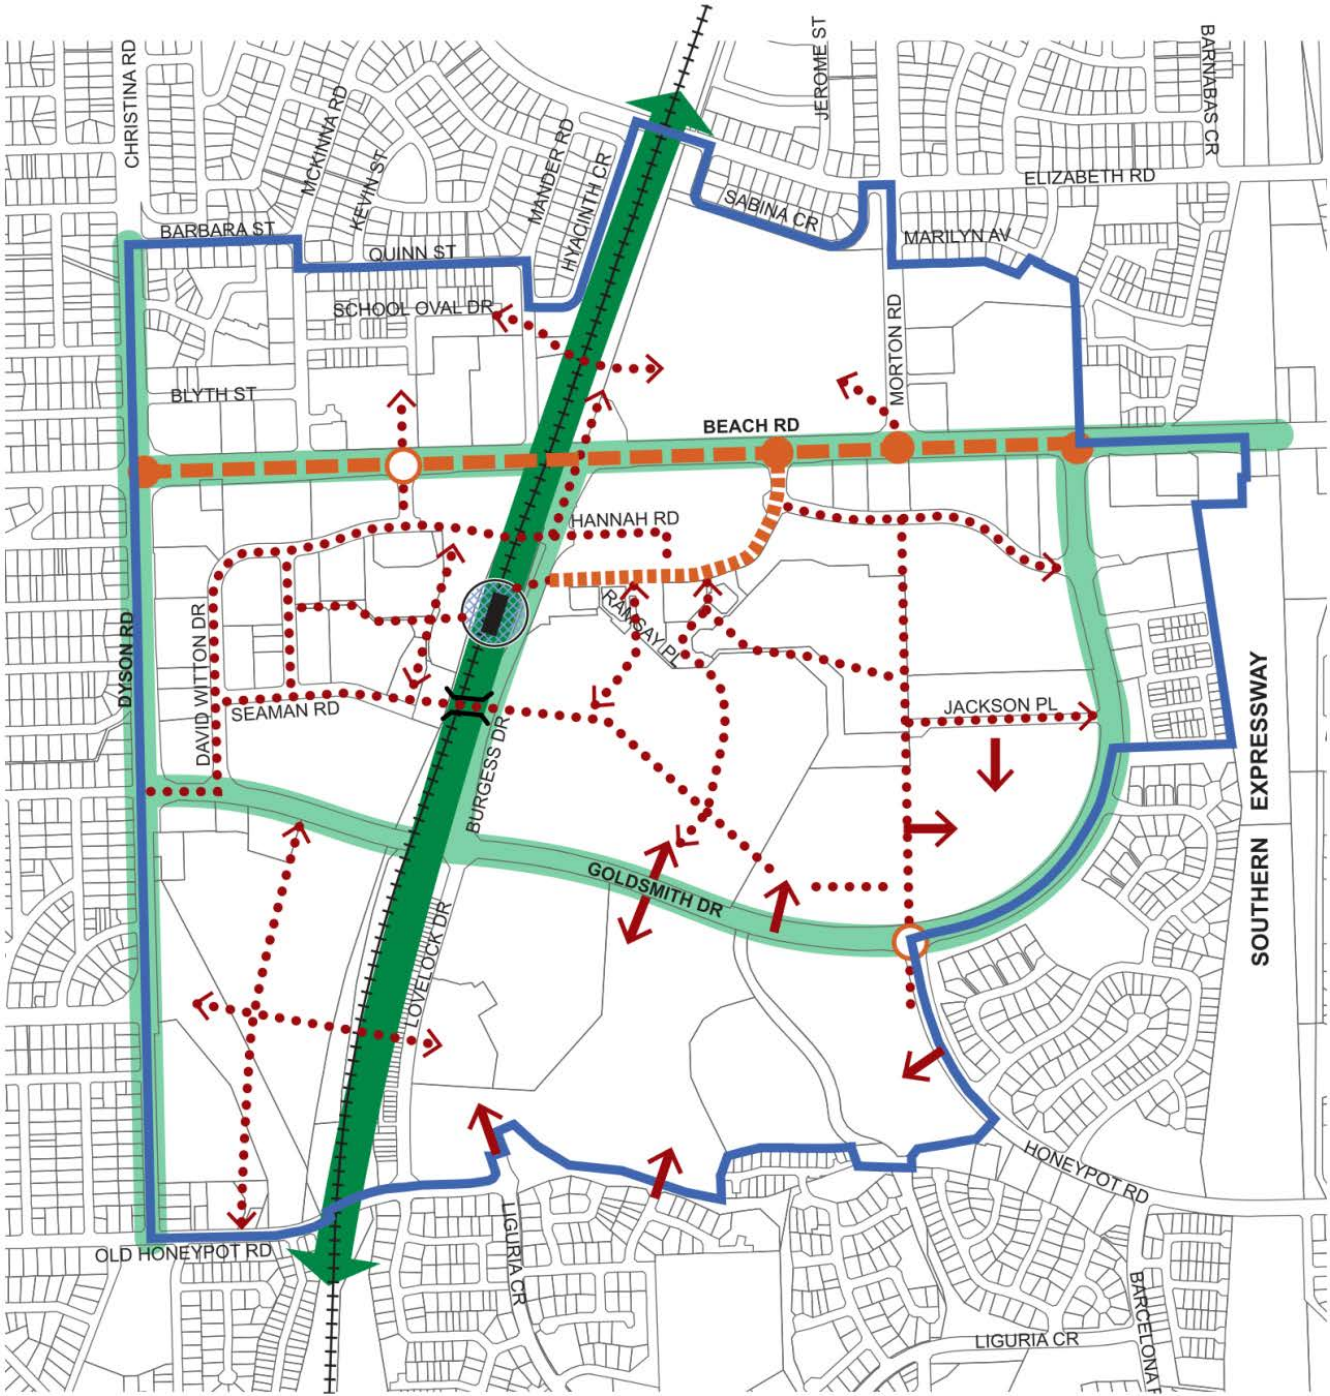 CHRISTINA RD
MCKINNA RD
KEVIN ST
MANDER RD
HYACINTH CR
JEROME ST
BARNABAS CR
ELIZABETH RD
SABINA CR
MARILYN AV
BARBARA ST
QUINN ST
SCHOOL OVAL DR
MORTON RD
BLYTH ST
BEACH RD
HANNAH RD
RAMSAY PL
DYSON RD
DAVID WITTON DR
SEAMAN RD
JACKSON PL
BURGESS DR
SOUTHERN EXPRESSWAY
GOLDSMITH DR
LOVELOCK DR
HONEYPOT RD
OLD HONEYPOT RD
LIGURIA CR
BARCELONA
LIGURIA CR